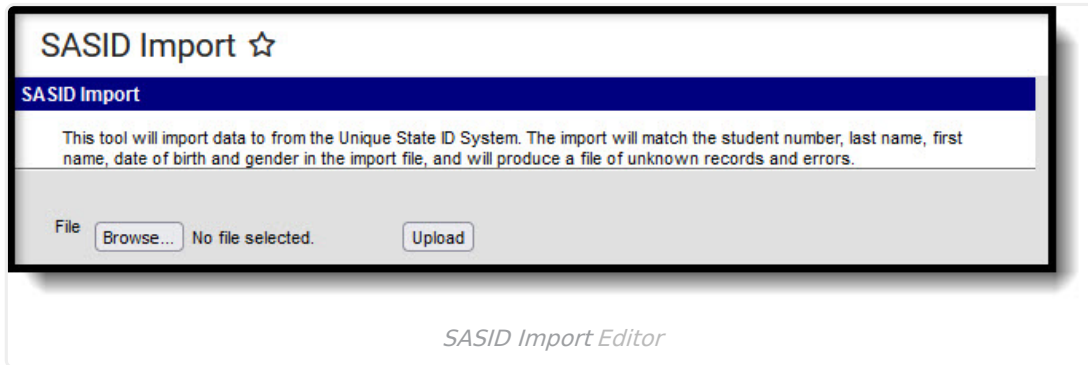 SASID Import ☆
SASID Import
This tool will import data to from the Unique State ID System. The import will match the student number, last name, first
name, date of birth and gender in the import file, and will produce a file of unknown records and errors.
File Browse... No file selected. Upload
SASID Import Editor